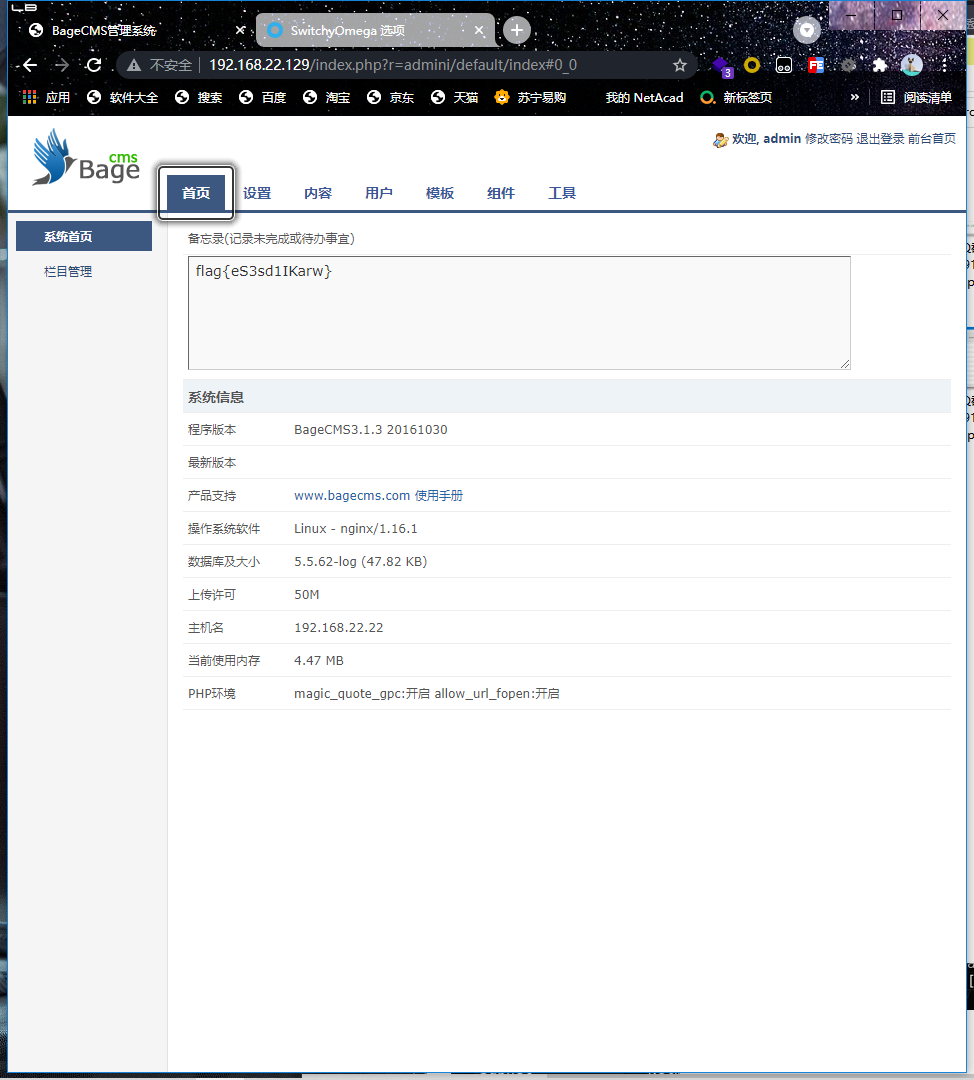 BageCMS管理系统
SwitchyOmega 选项
不安全 192.168.22.129/index.php?r=admini/default/index#0_0
3
应用 软件大全 搜索 百度 淘宝 京东 天猫 苏宁易购 我的 NetAcad 新标签页 » 阅读清单
Bage cms
欢迎, admin 修改密码 退出登录 前台首页
首页 设置 内容 用户 模板 组件 工具
系统首页
栏目管理
备忘录(记录未完成或待办事宜)
flag{eS3sd1IKarw}
系统信息
程序版本 BageCMS3.1.3 20161030
最新版本
产品支持 www.bagecms.com 使用手册
操作系统软件 Linux - nginx/1.16.1
数据库及大小 5.5.62-log (47.82 KB)
上传许可 50M
主机名 192.168.22.22
当前使用内存 4.47 MB
PHP环境 magic_quote_gpc:开启 allow_url_fopen:开启